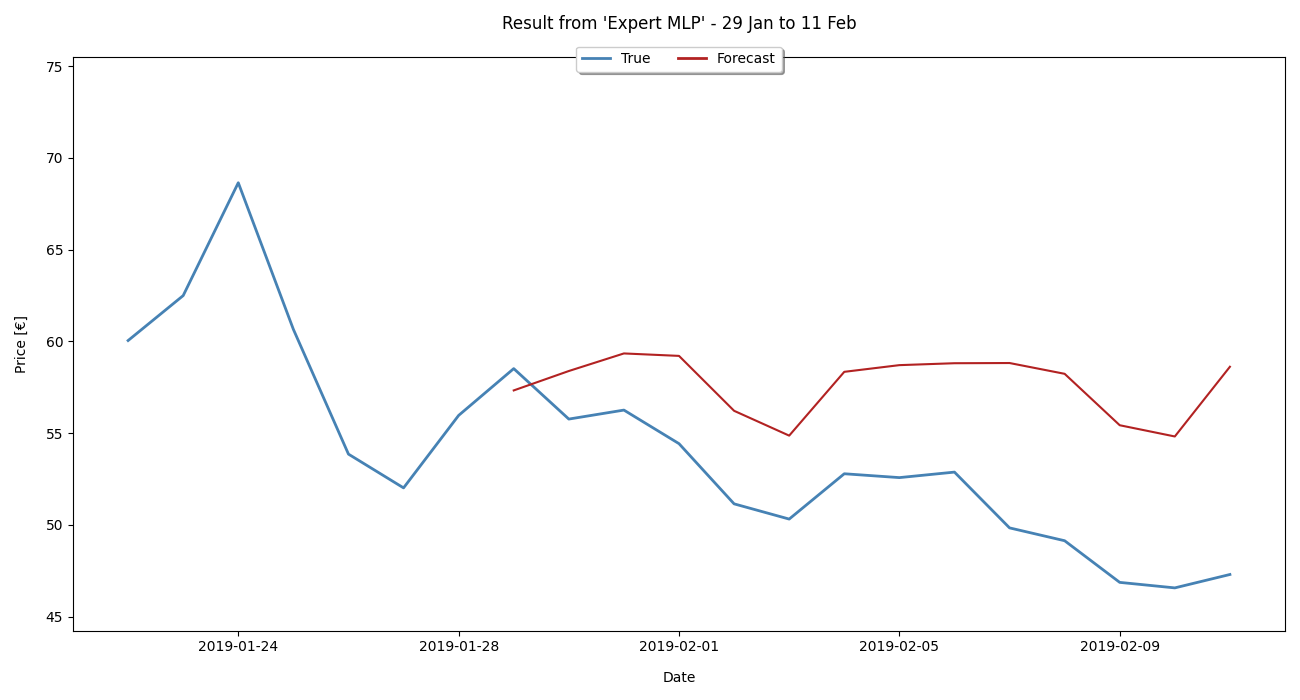 Result from 'Expert MLP' - 29 Jan to 11 Feb
True Forecast
75
70
65
60
55
50
45
Price [€]
2019-01-24 2019-01-28 2019-02-01 2019-02-05 2019-02-09
Date